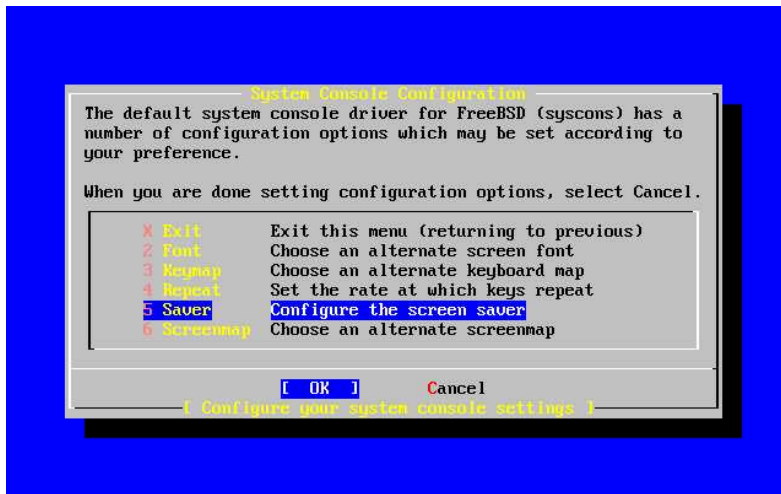 System Console Configuration
The default system console driver for FreeBSD (syscons) has a
number of configuration options which may be set according to
your preference.
When you are done setting configuration options, select Cancel.
X Exit Exit this menu (returning to previous)
2 Font Choose an alternate screen font
3 Keymap Choose an alternate keyboard map
4 Repeat Set the rate at which keys repeat
5 Saver Configure the screen saver
6 Screenmap Choose an alternate screenmap
[ OK ] Cancel
[ Configure your system console settings ]